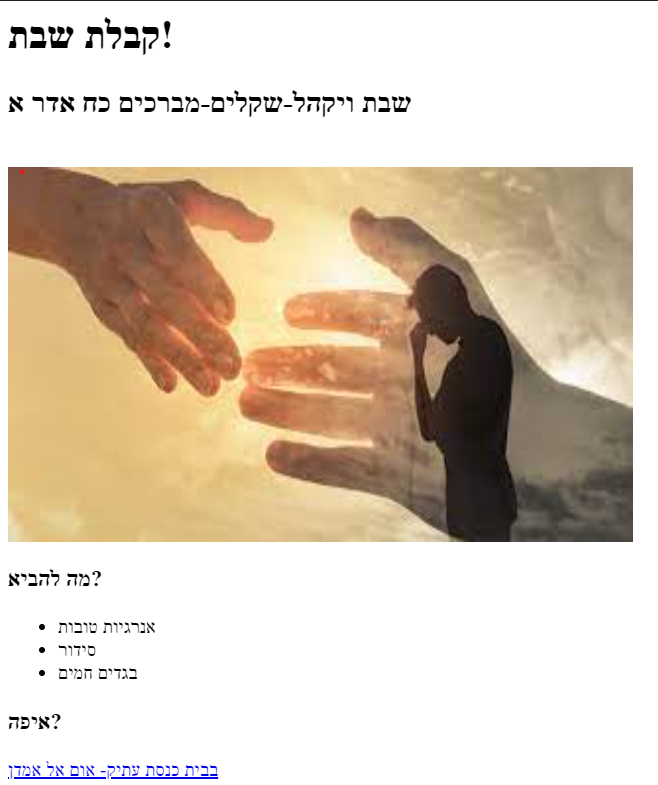 קבלת שבת!
שבת ויקהל-שקלים-מברכים כח אדר א
מה להביא?
אנרגיות טובות
סידור
בגדים חמים
איפה?
בבית כנסת עתיק- אום אל אמדן